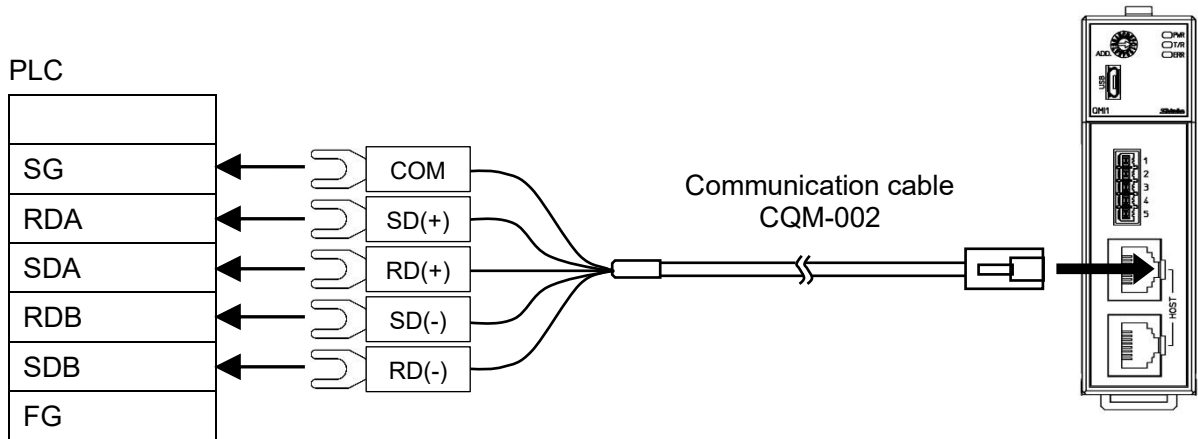 PLC
SG
RDA
SDA
RDB
SDB
FG
COM
SD(+)
RD(+)
SD(-)
RD(-)
Communication cable
CQM-002
PWR
T/R
ERR
ADD.
USB
QMI1
Shinko
1
2
3
4
5
HOST